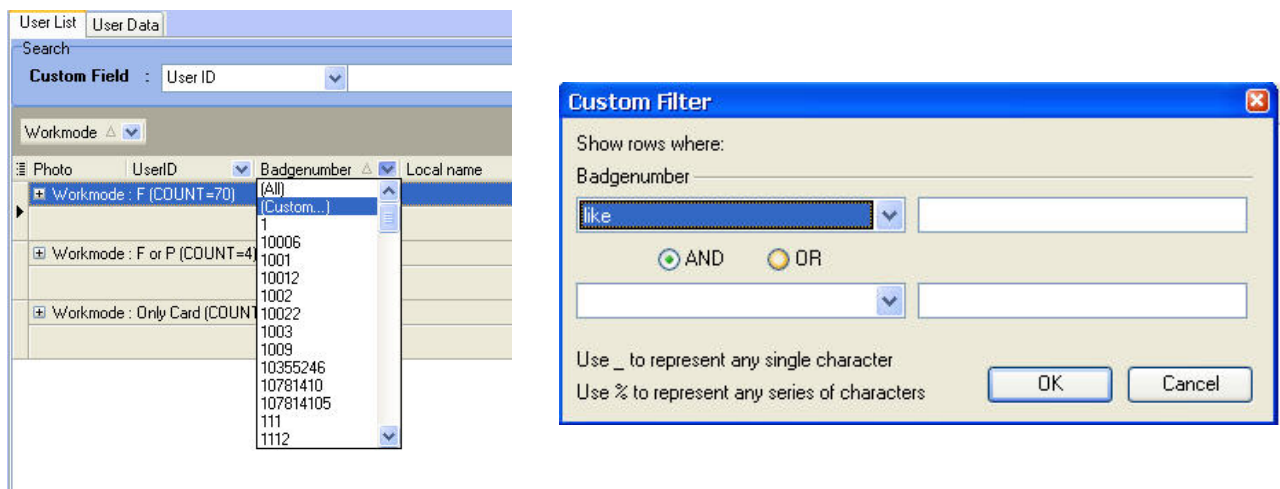 User List User Data
Search
Custom Field : User ID
Workmode
Photo UserID Badgenumber Local name
Workmode : F (COUNT=70)
Workmode : F or P (COUNT=4)
Workmode : Only Card (COUNT
(All)
(Custom...)
1
10006
1001
10012
1002
10022
1003
1009
10355246
10781410
107814105
111
1112
Custom Filter
Show rows where:
Badgenumber
like
AND OR
Use _ to represent any single character
Use % to represent any series of characters
OK Cancel